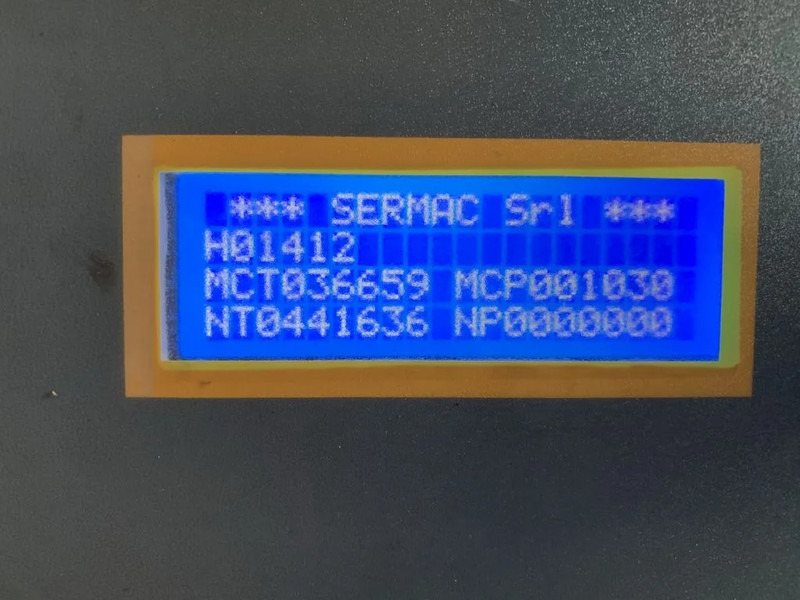 *** SERMAC Srl ***
H01412
MCT036659 MCP001030
NT0441636 NP0000000